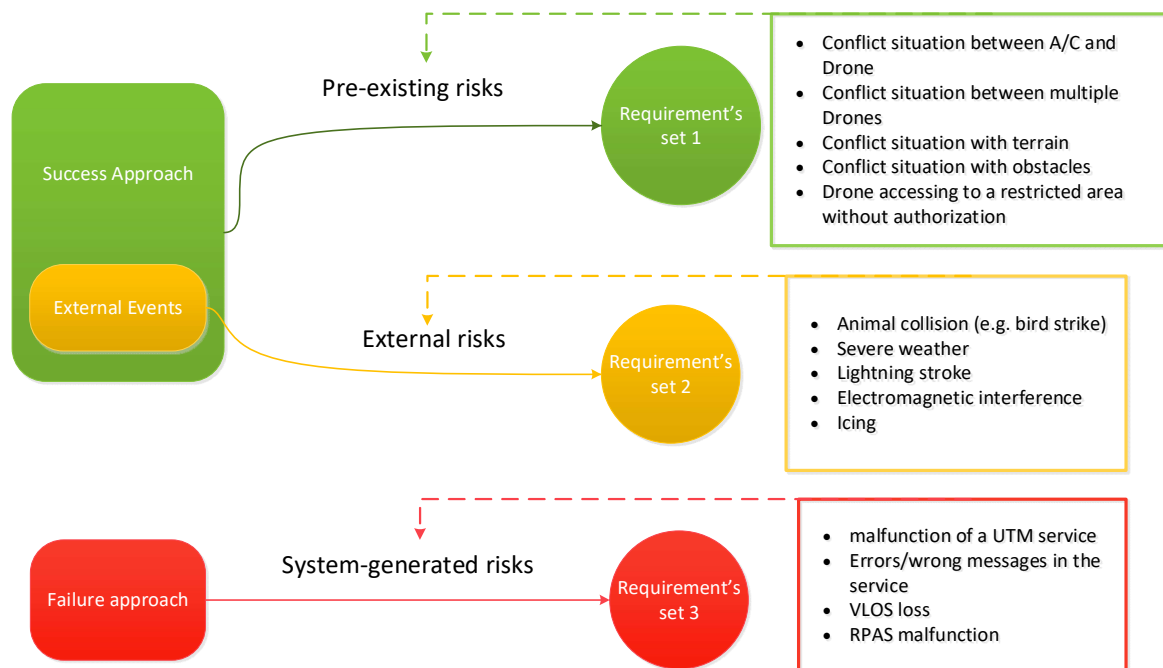 Success Approach
External Events
Pre-existing risks
Requirement's
set 1
• Conflict situation between A/C and
Drone
• Conflict situation between multiple
Drones
• Conflict situation with terrain
• Conflict situation with obstacles
• Drone accessing to a restricted area
without authorization
External risks
Requirement's
set 2
• Animal collision (e.g. bird strike)
• Severe weather
• Lightning stroke
• Electromagnetic interference
• Icing
Failure approach
System-generated risks
Requirement's
set 3
• malfunction of a UTM service
• Errors/wrong messages in the
service
• VLOS loss
• RPAS malfunction